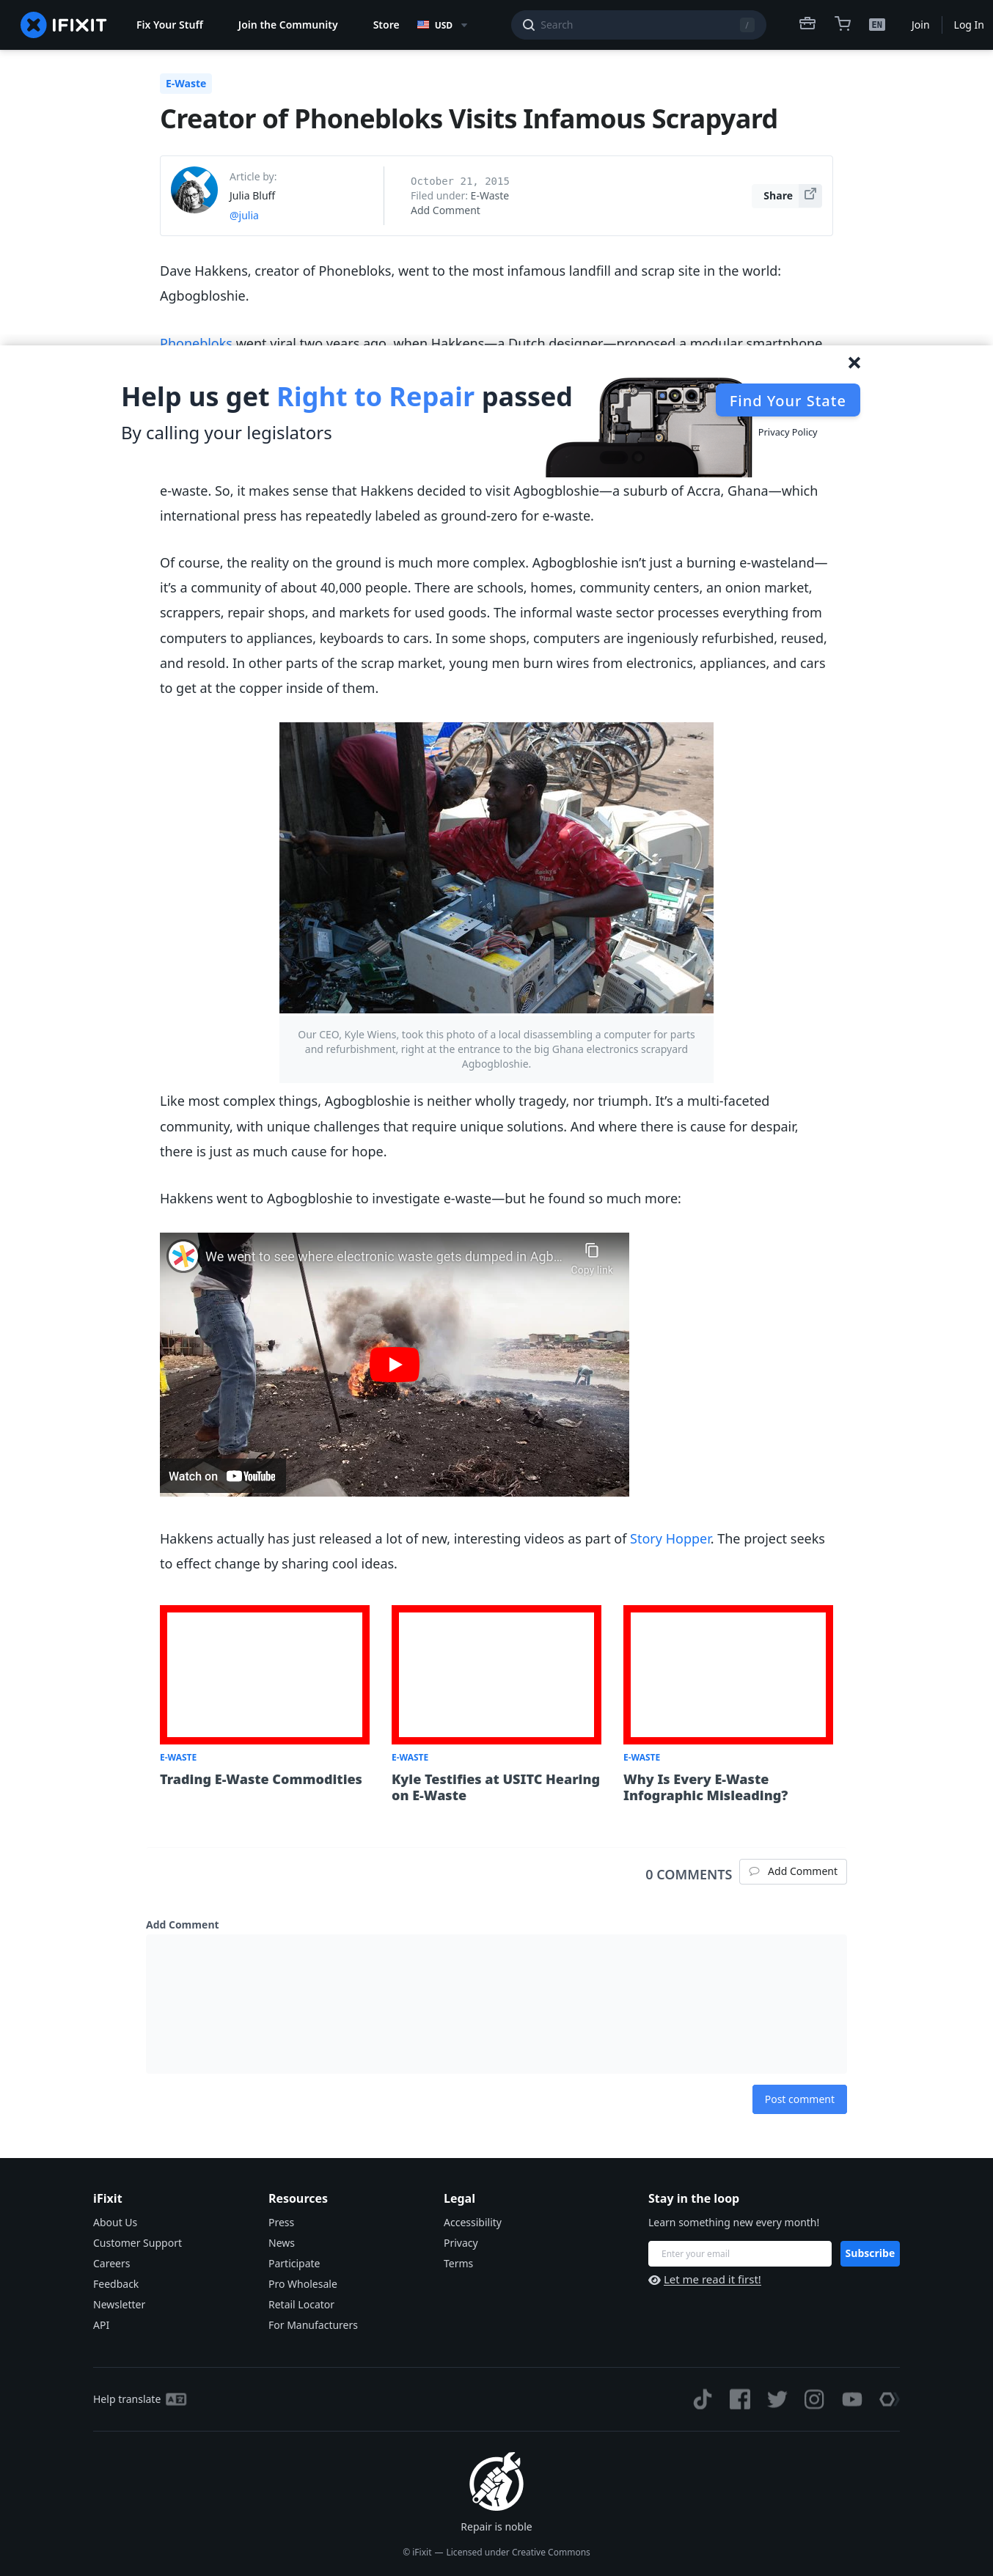 IFIXIT
Fix Your Stuff
Join the Community
Store
USD
Search
/
EN
Join
Log In
E-Waste
Creator of Phonebloks Visits Infamous Scrapyard
Article by:
Julia Bluff
@julia
October 21, 2015
Filed under: E-Waste
Add Comment
Share
Dave Hakkens, creator of Phonebloks, went to the most infamous landfill and scrap site in the world:
Agbogbloshie.
Phonebloks went viral two years ago, when Hakkens—a Dutch designer—proposed a modular smartphone
Help us get Right to Repair passed
By calling your legislators
Find Your State
Privacy Policy
e-waste. So, it makes sense that Hakkens decided to visit Agbogbloshie—a suburb of Accra, Ghana—which
international press has repeatedly labeled as ground-zero for e-waste.
Of course, the reality on the ground is much more complex. Agbogbloshie isn’t just a burning e-wasteland—
it’s a community of about 40,000 people. There are schools, homes, community centers, an onion market,
scrappers, repair shops, and markets for used goods. The informal waste sector processes everything from
computers to appliances, keyboards to cars. In some shops, computers are ingeniously refurbished, reused,
and resold. In other parts of the scrap market, young men burn wires from electronics, appliances, and cars
to get at the copper inside of them.
Our CEO, Kyle Wiens, took this photo of a local disassembling a computer for parts
and refurbishment, right at the entrance to the big Ghana electronics scrapyard
Agbogbloshie.
Like most complex things, Agbogbloshie is neither wholly tragedy, nor triumph. It’s a multi-faceted
community, with unique challenges that require unique solutions. And where there is cause for despair,
there is just as much cause for hope.
Hakkens went to Agbogbloshie to investigate e-waste—but he found so much more:
We went to see where electronic waste gets dumped in Agb...
Copy link
Watch on YouTube
Hakkens actually has just released a lot of new, interesting videos as part of Story Hopper. The project seeks
to effect change by sharing cool ideas.
E-WASTE
Trading E-Waste Commodities
E-WASTE
Kyle Testifies at USITC Hearing
on E-Waste
E-WASTE
Why Is Every E-Waste
Infographic Misleading?
0 COMMENTS
Add Comment
Add Comment
Post comment
iFixit
About Us
Customer Support
Careers
Feedback
Newsletter
API
Resources
Press
News
Participate
Pro Wholesale
Retail Locator
For Manufacturers
Legal
Accessibility
Privacy
Terms
Stay in the loop
Learn something new every month!
Enter your email
Subscribe
Let me read it first!
Help translate
Repair is noble
© iFixit — Licensed under Creative Commons